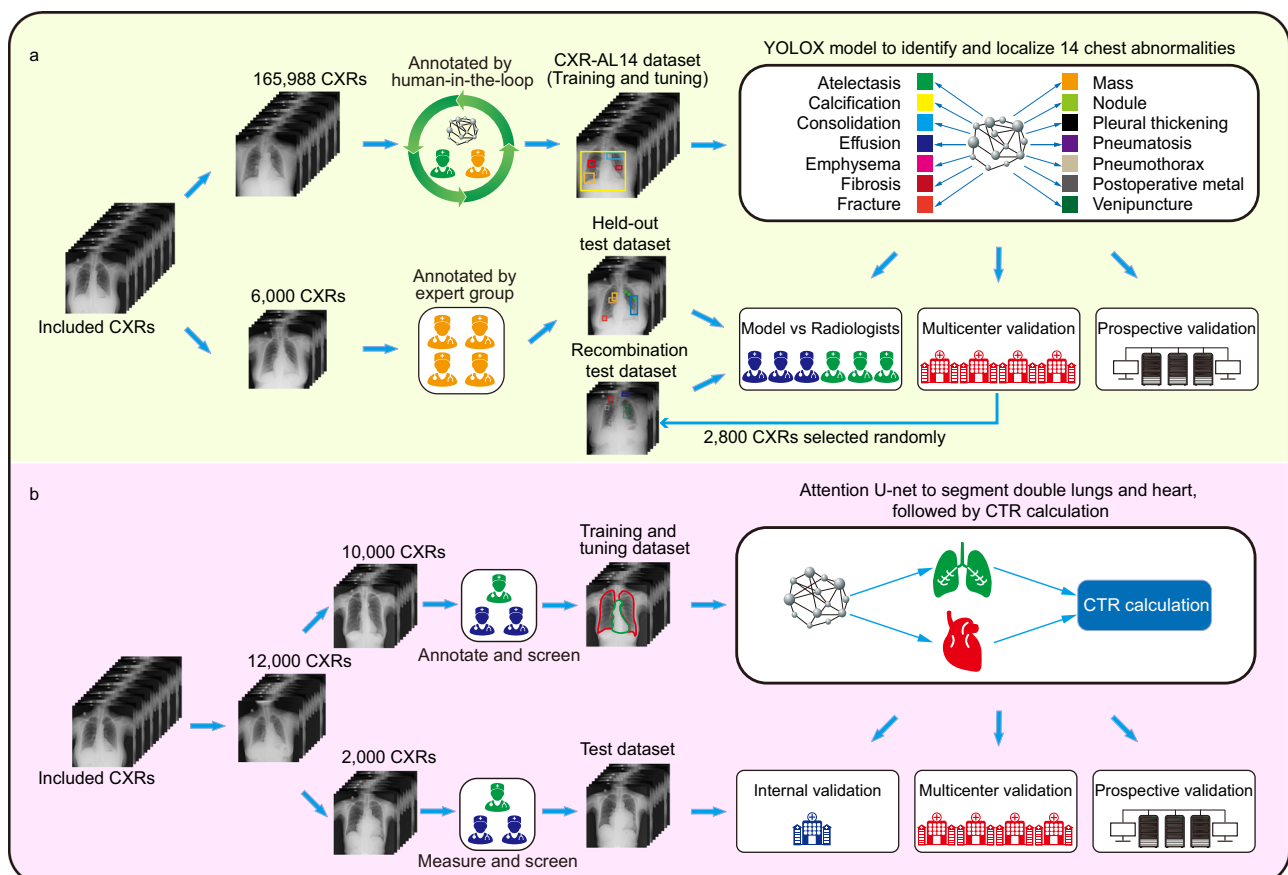 a
165,988 CXRs
Annotated by
human-in-the-loop
CXR-AL14 dataset
(Training and tuning)
YOLOX model to identify and localize 14 chest abnormalities
Atelectasis
Calcification
Consolidation
Effusion
Emphysema
Fibrosis
Fracture
Mass
Nodule
Pleural thickening
Pneumatosis
Pneumothorax
Postoperative metal
Venipuncture
Included CXRs
6,000 CXRs
Annotated by
expert group
Held-out
test dataset
Recombination
test dataset
Model vs Radiologists
Multicenter validation
Prospective validation
2,800 CXRs selected randomly
b
Attention U-net to segment double lungs and heart,
followed by CTR calculation
Included CXRs
12,000 CXRs
10,000 CXRs
Annotate and screen
Training and
tuning dataset
CTR calculation
2,000 CXRs
Measure and screen
Test dataset
Internal validation
Multicenter validation
Prospective validation